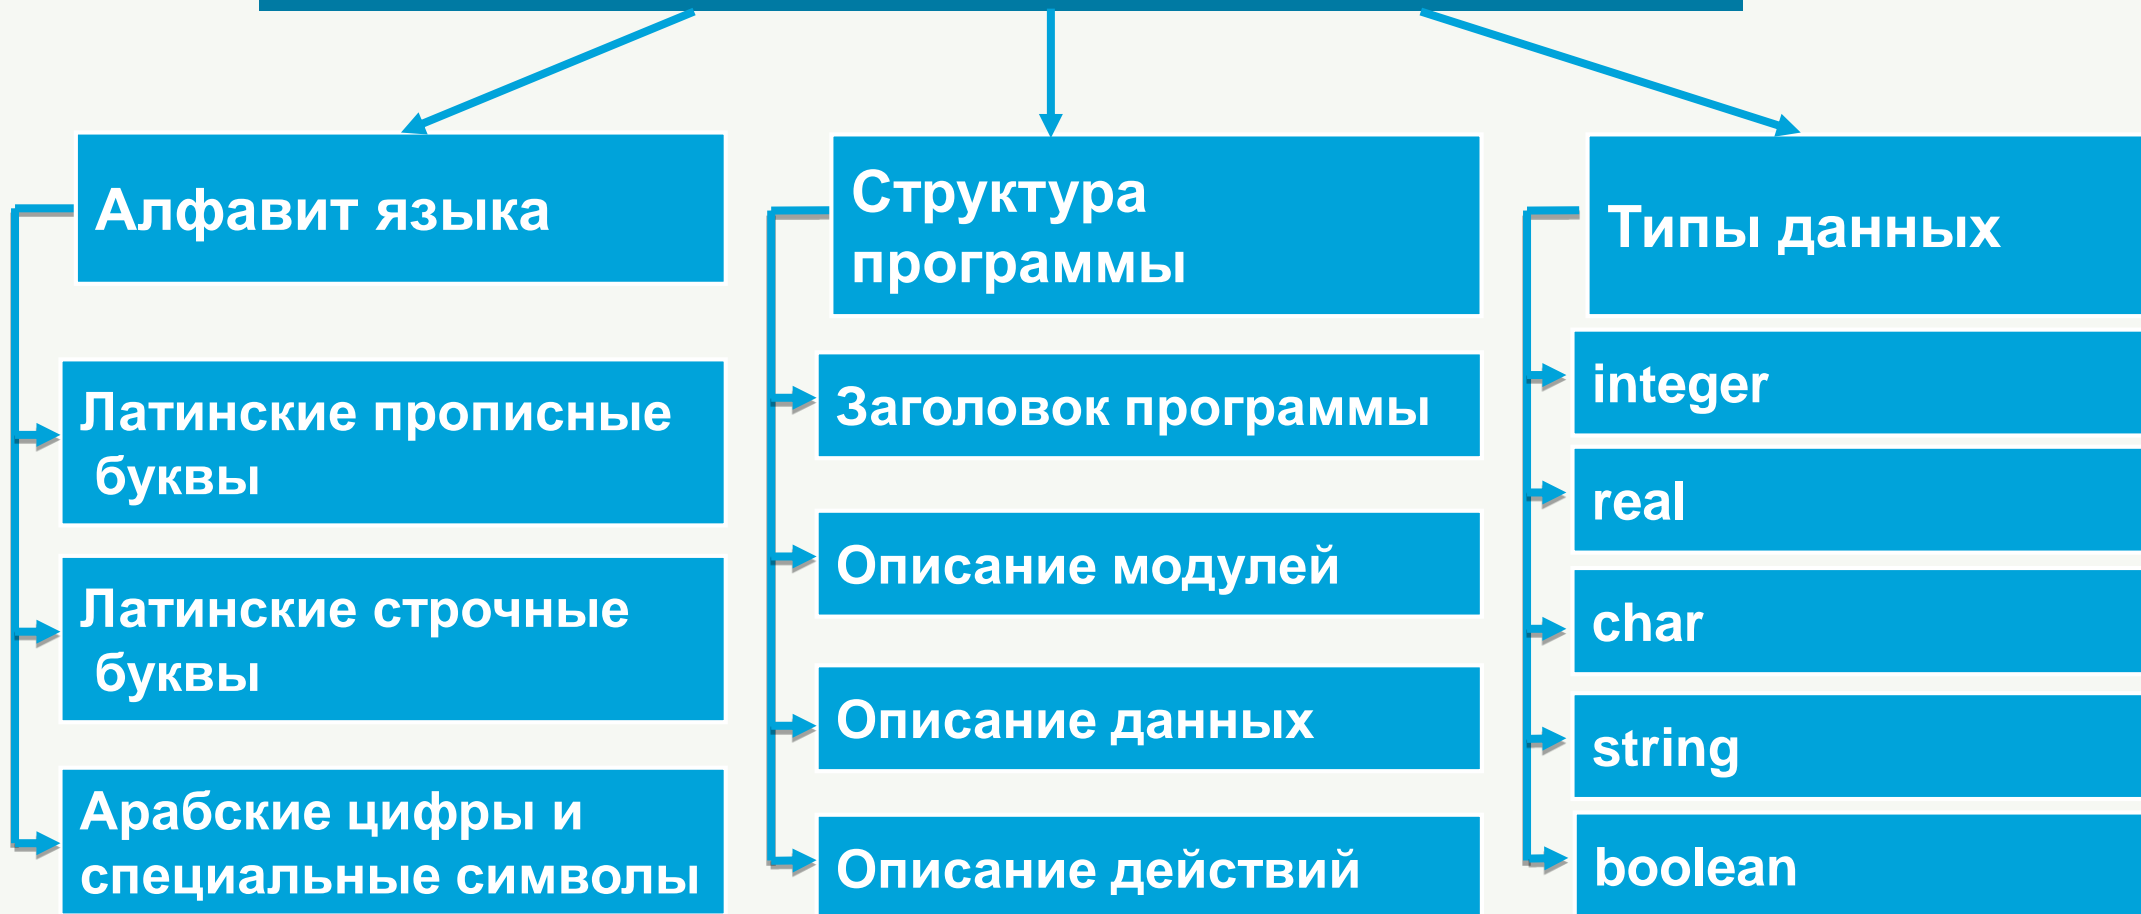 Алфавит языка
Латинские прописные
буквы
Латинские строчные
буквы
Арабские цифры и
специальные символы
Структура
программы
Заголовок программы
Описание модулей
Описание данных
Описание действий
Типы данных
integer
real
char
string
boolean